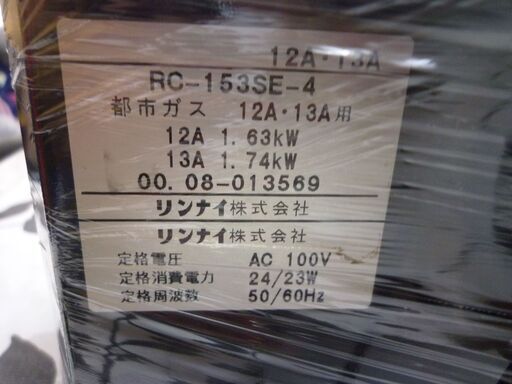 12A・13A
RC-153SE-4
都市ガス 12A・13A用
12A 1.63kW
13A 1.74kW
00.08-013569
リンナイ株式会社
リンナイ株式会社
定格電圧 AC 100V
定格消費電力 24/23W
定格周波数 50/60Hz